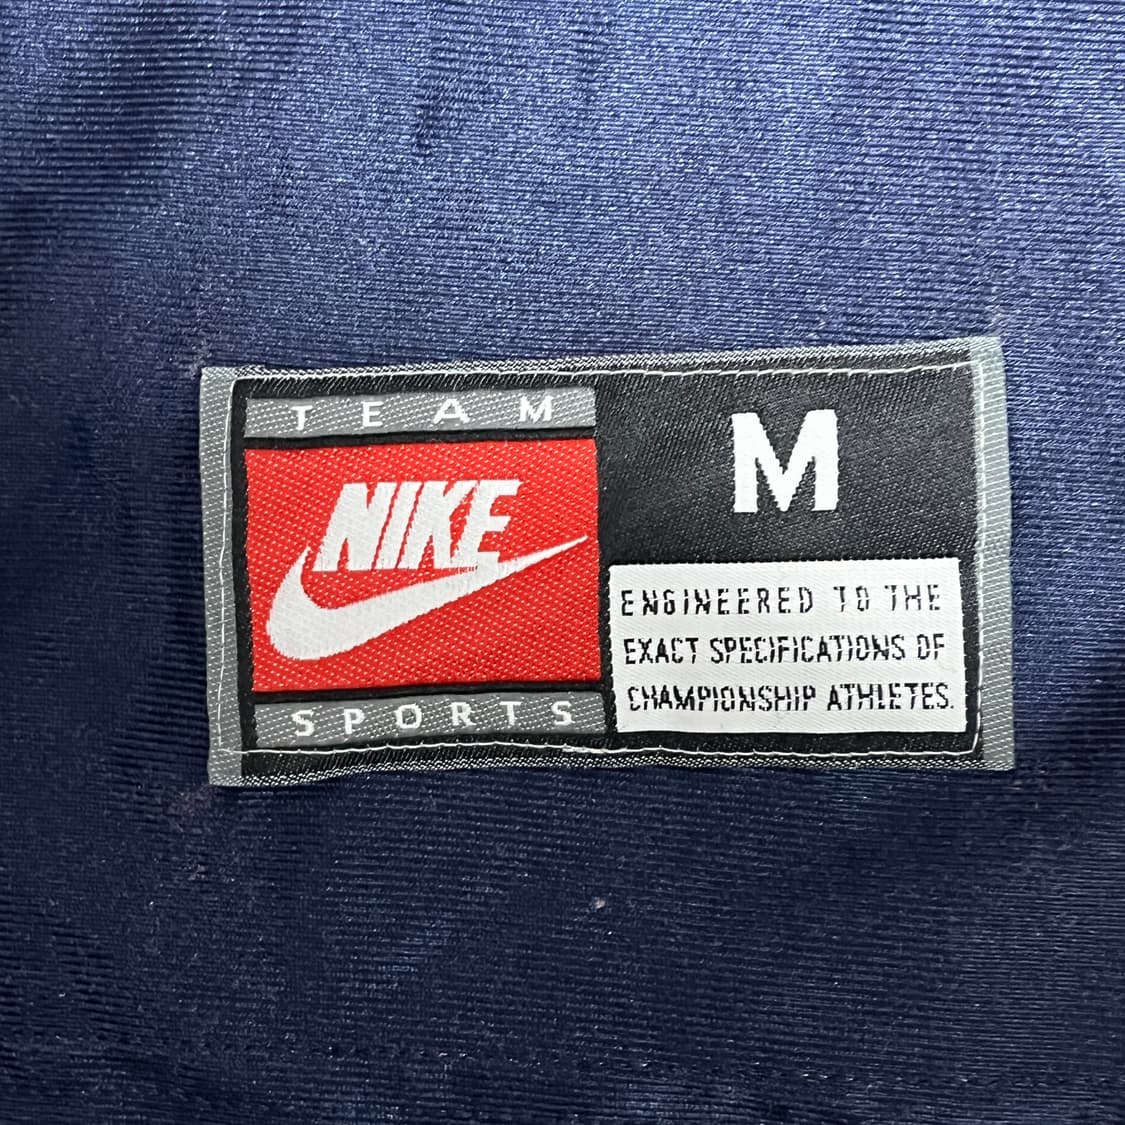 TEAM
NIKE
SPORTS
M
ENGINEERED TO THE
EXACT SPECIFICATIONS OF
CHAMPIONSHIP ATHLETES.